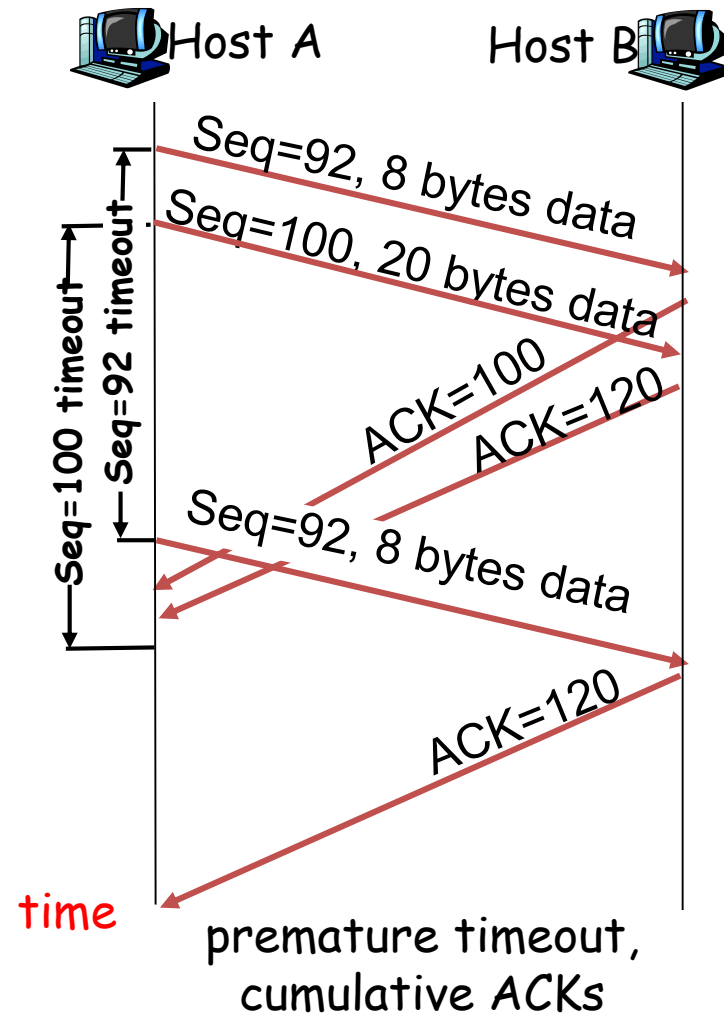 Host A
Host B
Seq=92, 8 bytes data
Seq=100, 20 bytes data
Seq=100 timeout
Seq=92 timeout
ACK=100
ACK=120
Seq=92, 8 bytes data
ACK=120
time
premature timeout,
cumulative ACKs